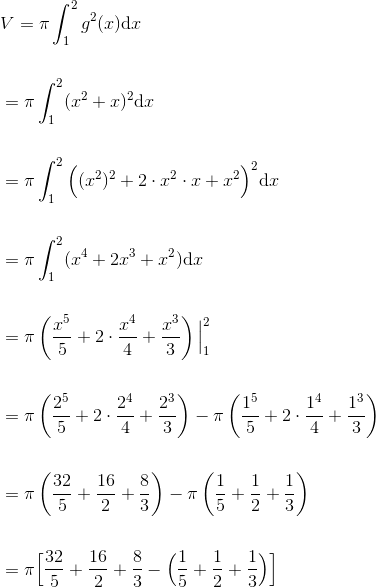 V = π∫₁² g²(x)dx
= π∫₁² (x² + x)²dx
= π∫₁² ((x²)² + 2 · x² · x + x²)² dx
= π∫₁² (x⁴ + 2x³ + x²)dx
= π (x⁵/5 + 2 · x⁴/4 + x³/3) |₁²
= π (2⁵/5 + 2 · 2⁴/4 + 2³/3) − π (1⁵/5 + 2 · 1⁴/4 + 1³/3)
= π (32/5 + 16/2 + 8/3) − π (1/5 + 1/2 + 1/3)
= π[32/5 + 16/2 + 8/3 − (1/5 + 1/2 + 1/3)]